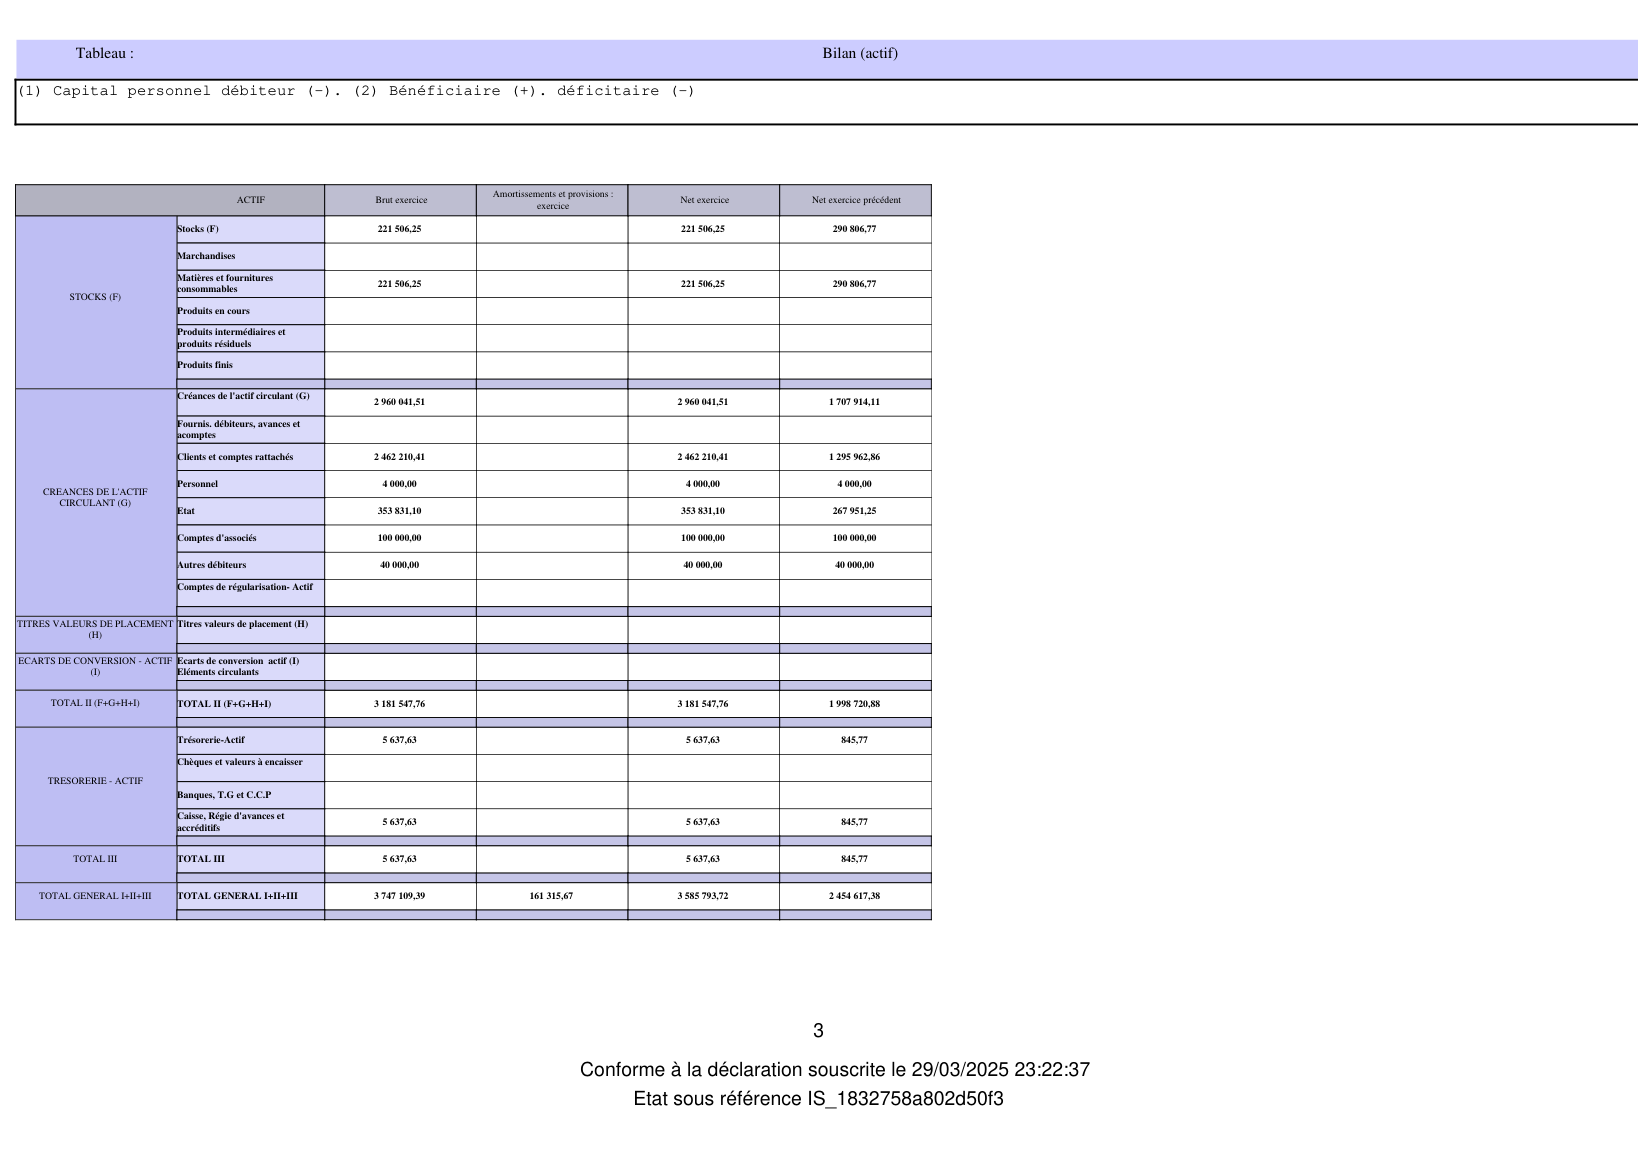 Tableau : Bilan (actif)
(1) Capital personnel débiteur (-). (2) Bénéficiaire (+). déficitaire (-)
ACTIF Brut exercice Amortissements et provisions : exercice Net exercice Net exercice précédent
STOCKS (F)
Stocks (F) 221 506,25 221 506,25 290 806,77
Marchandises
Matières et fournitures consommables 221 506,25 221 506,25 290 806,77
Produits en cours
Produits intermédiaires et produits résiduels
Produits finis
CREANCES DE L'ACTIF CIRCULANT (G)
Créances de l'actif circulant (G) 2 960 041,51 2 960 041,51 1 707 914,11
Fournis. débiteurs, avances et acomptes
Clients et comptes rattachés 2 462 210,41 2 462 210,41 1 295 962,86
Personnel 4 000,00 4 000,00 4 000,00
Etat 353 831,10 353 831,10 267 951,25
Comptes d'associés 100 000,00 100 000,00 100 000,00
Autres débiteurs 40 000,00 40 000,00 40 000,00
Comptes de régularisation- Actif
TITRES VALEURS DE PLACEMENT (H) Titres valeurs de placement (H)
ECARTS DE CONVERSION - ACTIF (I) Ecarts de conversion actif (I) Eléments circulants
TOTAL II (F+G+H+I) TOTAL II (F+G+H+I) 3 181 547,76 3 181 547,76 1 998 720,88
TRESORERIE - ACTIF
Trésorerie-Actif 5 637,63 5 637,63 845,77
Chèques et valeurs à encaisser
Banques, T.G et C.C.P
Caisse, Régie d'avances et accréditifs 5 637,63 5 637,63 845,77
TOTAL III TOTAL III 5 637,63 5 637,63 845,77
TOTAL GENERAL I+II+III TOTAL GENERAL I+II+III 3 747 109,39 161 315,67 3 585 793,72 2 454 617,38
3
Conforme à la déclaration souscrite le 29/03/2025 23:22:37
Etat sous référence IS_1832758a802d50f3